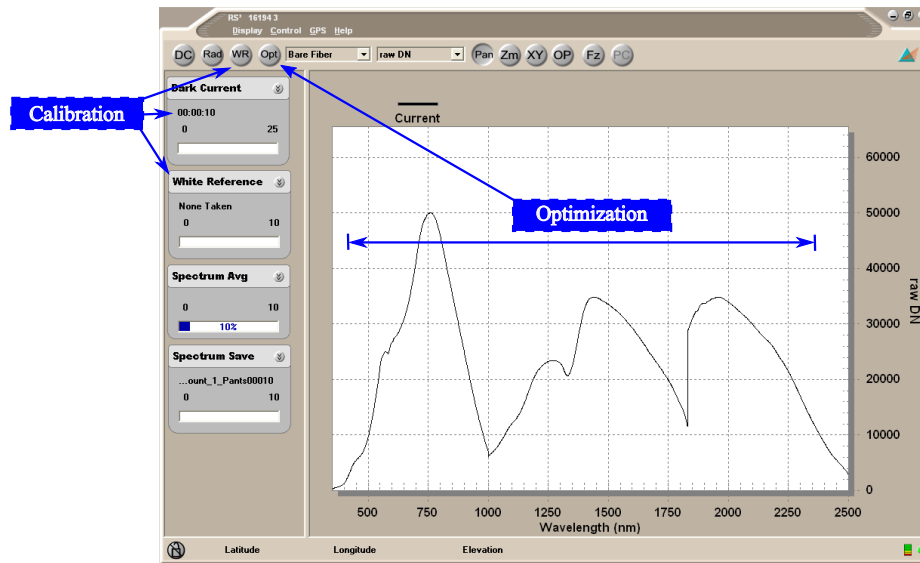 RS³ 16194 3
Display Control GPS Help
DC Rad WR Opt Bare Fiber raw DN Pan Zm XY OP Fz PC
Calibration
Dark Current
00:00:10
0 25
White Reference
None Taken
0 10
Spectrum Avg
0 10
10%
Spectrum Save
...ount_1_Pants00010
0 10
Current
Optimization
60000
50000
40000
30000
20000
10000
0
raw DN
500 750 1000 1250 1500 1750 2000 2250 2500
Wavelength (nm)
Latitude Longitude Elevation